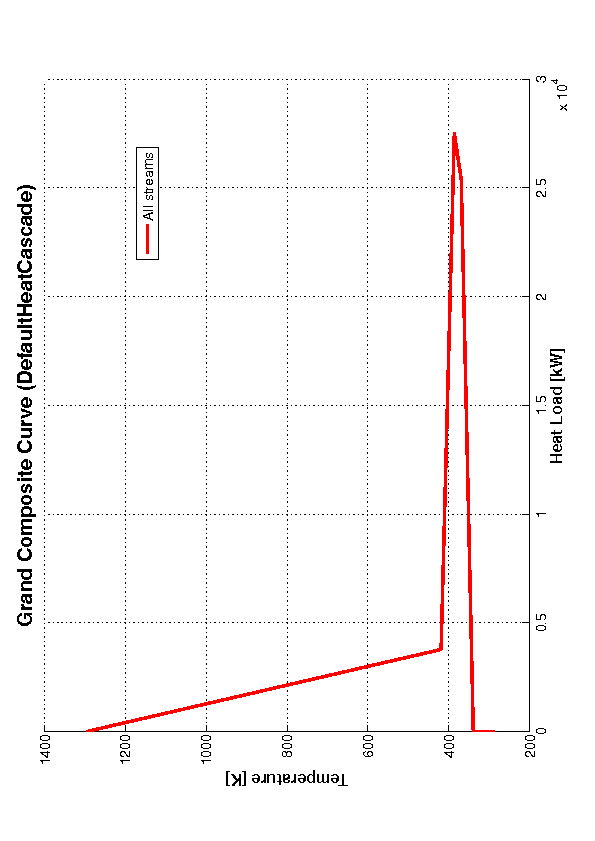 Grand Composite Curve (DefaultHeatCascade)
1400
1200
1000
800
600
400
200
Temperature [K]
0
0.5
1
1.5
2
2.5
3
x 10^4
Heat Load [kW]
All streams